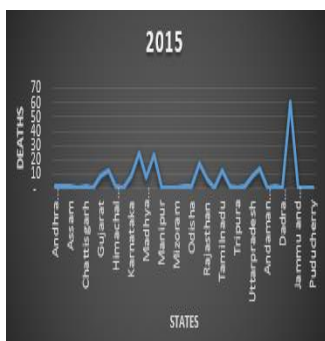 2015
DEATHS
70
60
50
40
30
20
10
-
Andhra...
Assam
Chattisgarh
Gujarat
Himachal...
Karnataka
Madhya...
Manipur
Mizoram
Odisha
Rajasthan
Tamilnadu
Tripura
Uttarpradesh
Andaman...
Dadra...
Jammu and...
Puducherry
STATES